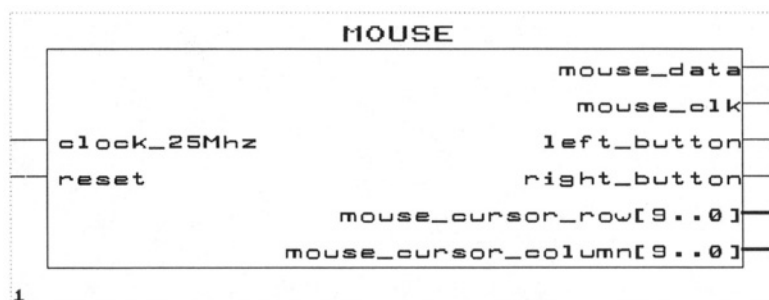 MOUSE
mouse_data
mouse_clk
clock_25Mhz left_button
reset right_button
mouse_cursor_row[9..0]
mouse_cursor_column[9..0]
1